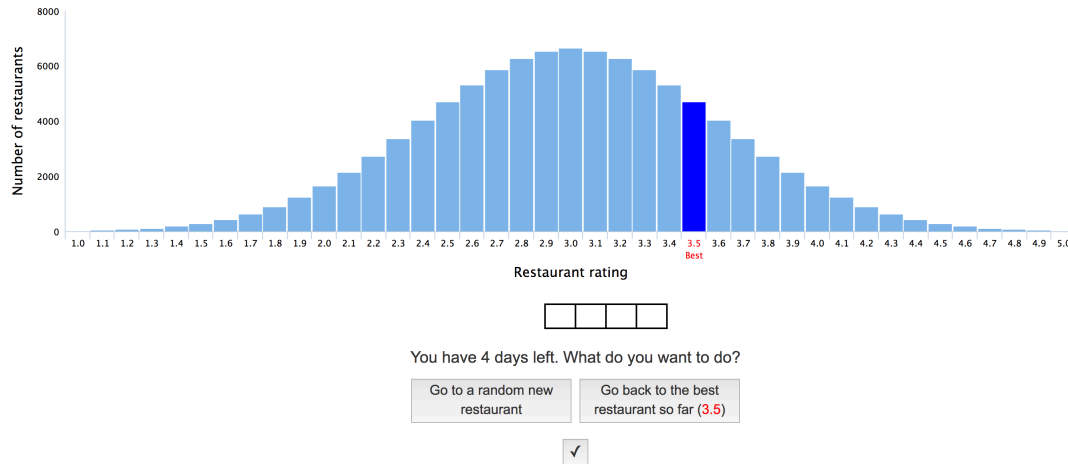 8000
6000
4000
2000
0
Number of restaurants
1.0 1.1 1.2 1.3 1.4 1.5 1.6 1.7 1.8 1.9 2.0 2.1 2.2 2.3 2.4 2.5 2.6 2.7 2.8 2.9 3.0 3.1 3.2 3.3 3.4 3.5 3.6 3.7 3.8 3.9 4.0 4.1 4.2 4.3 4.4 4.5 4.6 4.7 4.8 4.9 5.0
Best
Restaurant rating
You have 4 days left. What do you want to do?
Go to a random new
restaurant
Go back to the best
restaurant so far (3.5)
✓